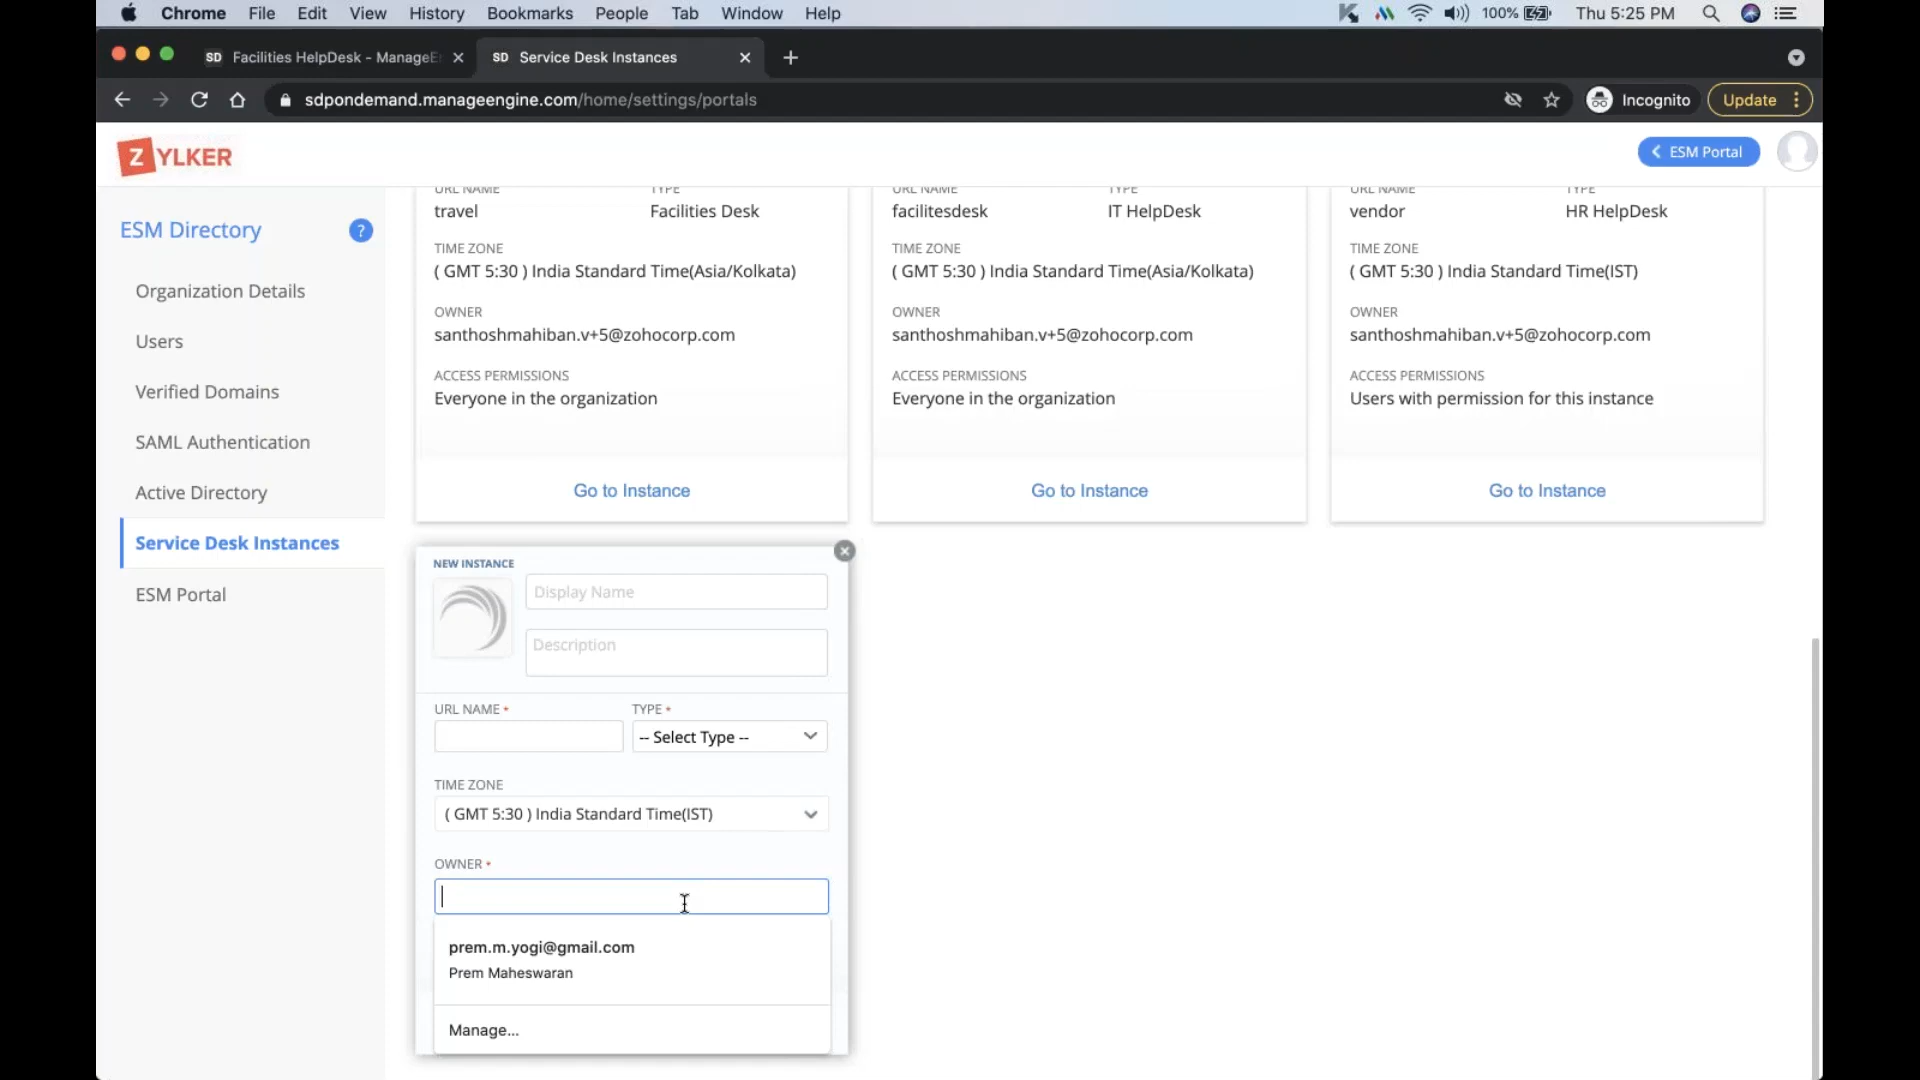 Chrome File Edit View History Bookmarks People Tab Window Help
100% Thu 5:25 PM
SD Facilities HelpDesk - ManageE
SD Service Desk Instances
sdpondemand.manageengine.com/home/settings/portals
Incognito
Update
ZYLKER
ESM Portal
ESM Directory
?
Organization Details
Users
Verified Domains
SAML Authentication
Active Directory
Service Desk Instances
ESM Portal
URL NAME TYPE
travel Facilities Desk
TIME ZONE
( GMT 5:30 ) India Standard Time(Asia/Kolkata)
OWNER
santhoshmahiban.v+5@zohocorp.com
ACCESS PERMISSIONS
Everyone in the organization
Go to Instance
URL NAME TYPE
facilitesdesk IT HelpDesk
TIME ZONE
( GMT 5:30 ) India Standard Time(Asia/Kolkata)
OWNER
santhoshmahiban.v+5@zohocorp.com
ACCESS PERMISSIONS
Everyone in the organization
Go to Instance
URL NAME TYPE
vendor HR HelpDesk
TIME ZONE
( GMT 5:30 ) India Standard Time(IST)
OWNER
santhoshmahiban.v+5@zohocorp.com
ACCESS PERMISSIONS
Users with permission for this instance
Go to Instance
NEW INSTANCE
Display Name
Description
URL NAME * TYPE *
-- Select Type --
TIME ZONE
( GMT 5:30 ) India Standard Time(IST)
OWNER *
prem.m.yogi@gmail.com
Prem Maheswaran
Manage...